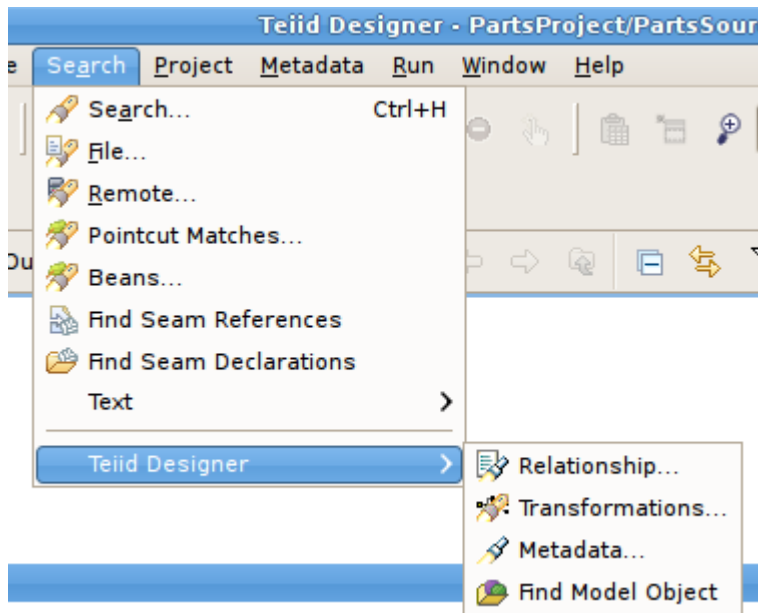 Teiid Designer - PartsProject/PartsSour
e Search Project Metadata Run Window Help
Search... Ctrl+H
File...
Remote...
Pointcut Matches...
Ou
Beans...
Find Seam References
Find Seam Declarations
Text
Teiid Designer
Relationship...
Transformations...
Metadata...
Find Model Object